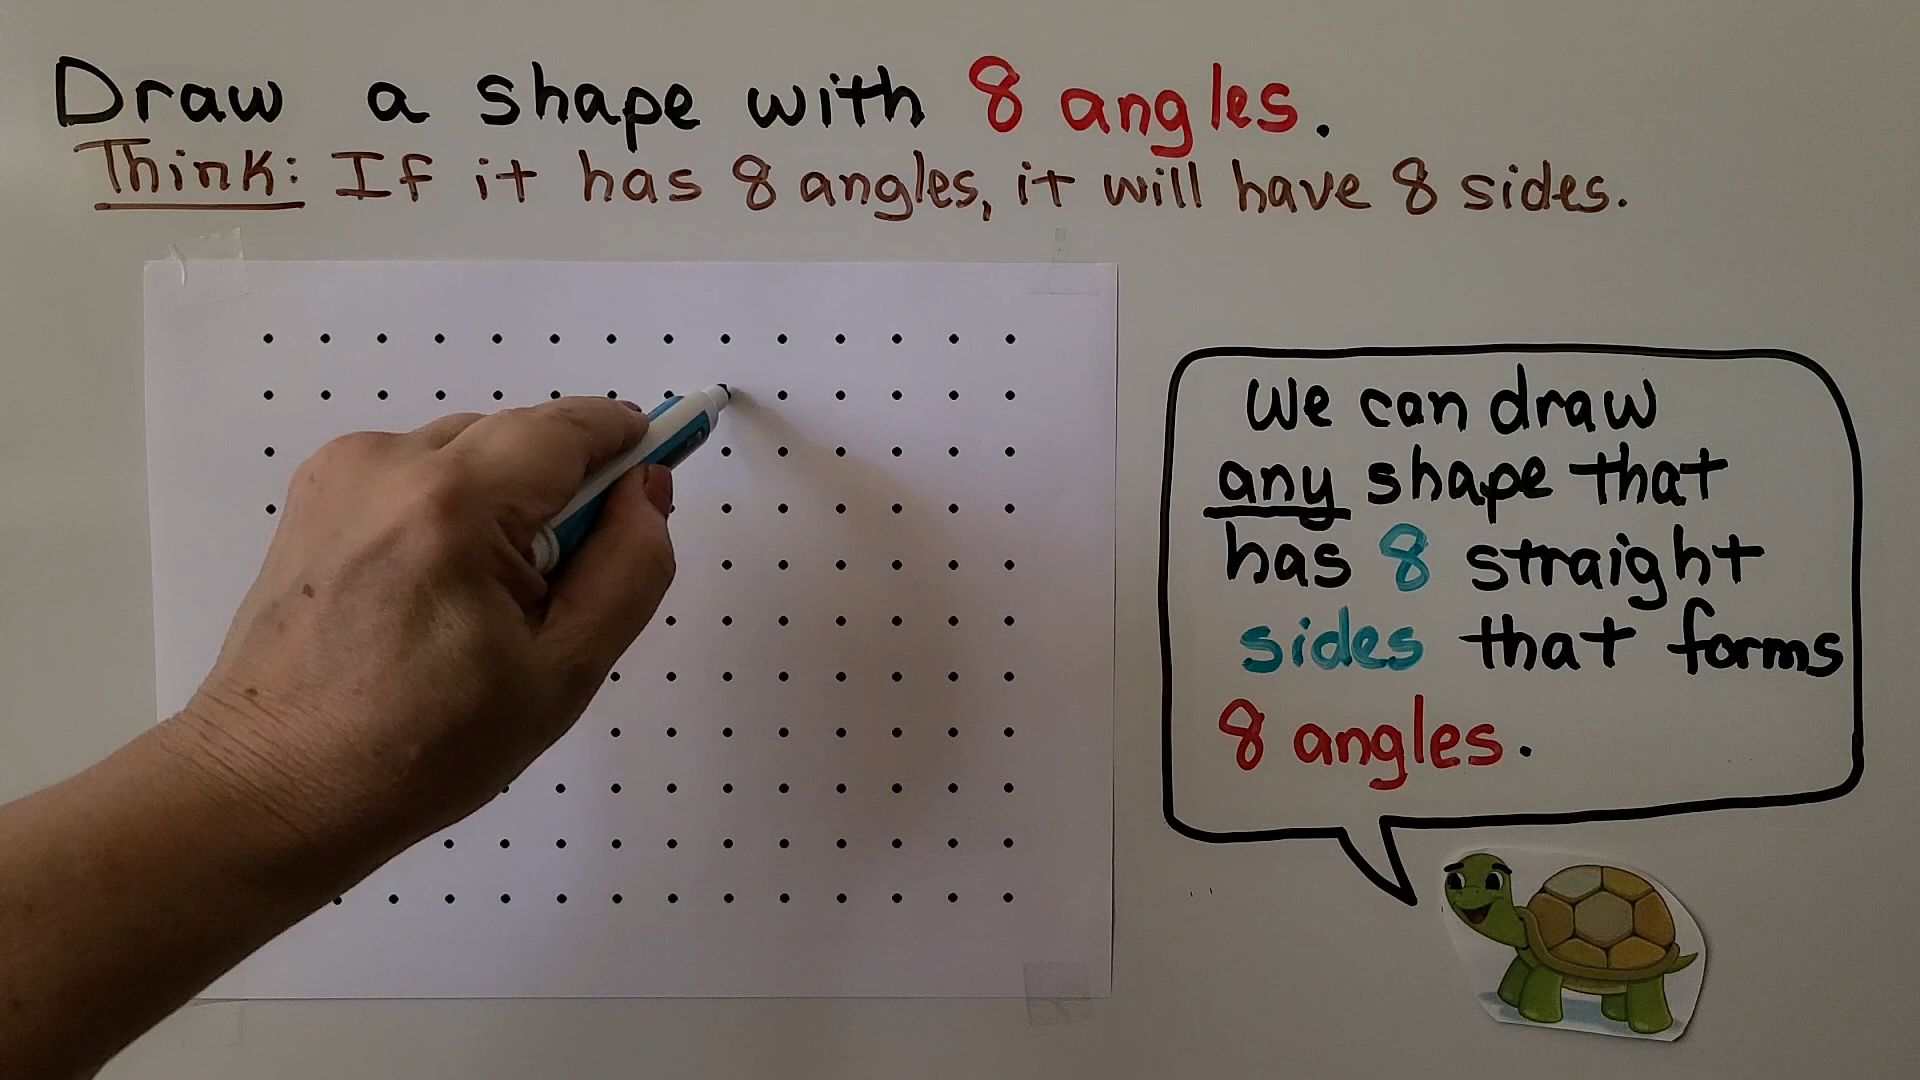 Draw a shape with 8 angles.
Think: If it has 8 angles, it will have 8 sides.
We can draw
any shape that
has 8 straight
sides that forms
8 angles.